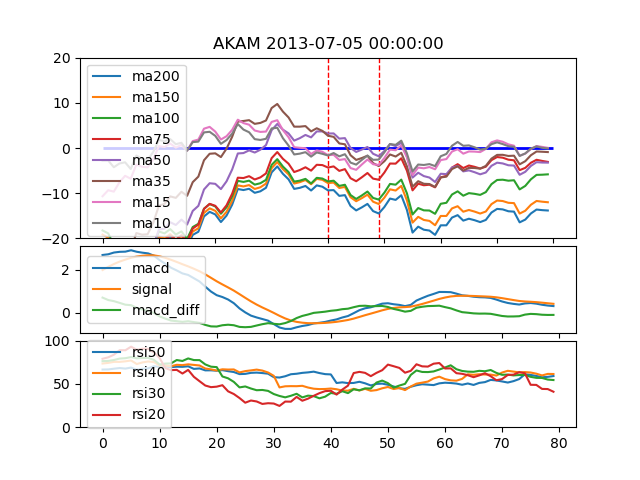 AKAM 2013-07-05 00:00:00
20
10
0
−10
−20
ma200
ma150
ma100
ma75
ma50
ma35
ma15
ma10
2
0
macd
signal
macd_diff
100
50
0
rsi50
rsi40
rsi30
rsi20
0 10 20 30 40 50 60 70 80